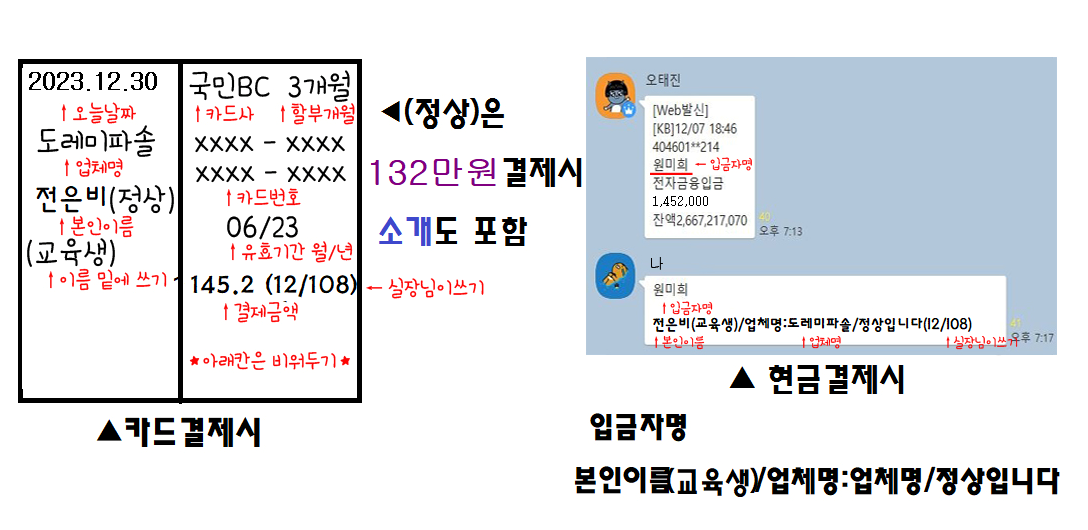 2023.12.30
↑오늘날짜
도레미파솔
↑업체명
전은비(정상)
↑본인이름
(교육생)
↑이름 밑에 쓰기
국민BC 3개월
↑카드사 ↑할부개월
xxxx - xxxx
xxxx - xxxx
↑카드번호
06/23
↑유효기간 월/년
145.2 (12/108)
←실장님이쓰기
↑결제금액
★아래칸은 비워두기★
▲카드결제시
◀(정상)은
132만원결제시
소개도 포함
오태진
[Web발신]
[KB]12/07 18:46
404601**214
원미희 ←입금자명
전자금융입금
1,452,000
잔액2,667,217,070
40
오후 7:13
나
원미희
↑입금자명
전은비(교육생)/업체명:도레미파솔/정상입니다(12/108)
↑본인이름 ↑업체명 ↑실장님이쓰기
41
오후 7:17
▲ 현금결제시
입금자명
본인이름(교육생)/업체명:업체명/정상입니다